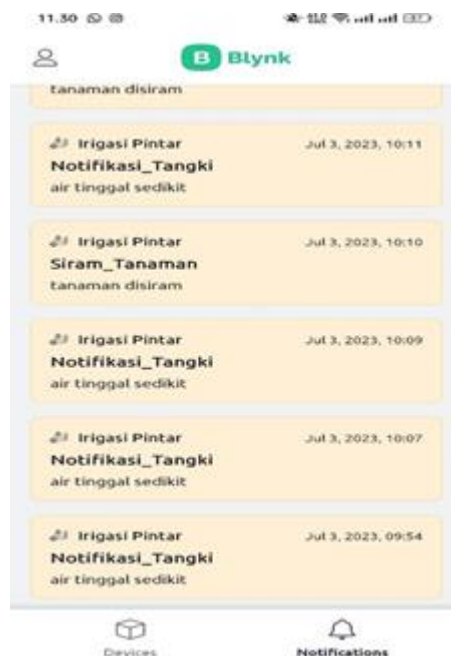 11.30
B Blynk
tanaman disiram
Irigasi Pintar Jul 3, 2023, 10:11
Notifikasi_Tangki
air tinggal sedikit
Irigasi Pintar Jul 3, 2023, 10:10
Siram_Tanaman
tanaman disiram
Irigasi Pintar Jul 3, 2023, 10:09
Notifikasi_Tangki
air tinggal sedikit
Irigasi Pintar Jul 3, 2023, 10:07
Notifikasi_Tangki
air tinggal sedikit
Irigasi Pintar Jul 3, 2023, 09:54
Notifikasi_Tangki
air tinggal sedikit
Devices Notifications